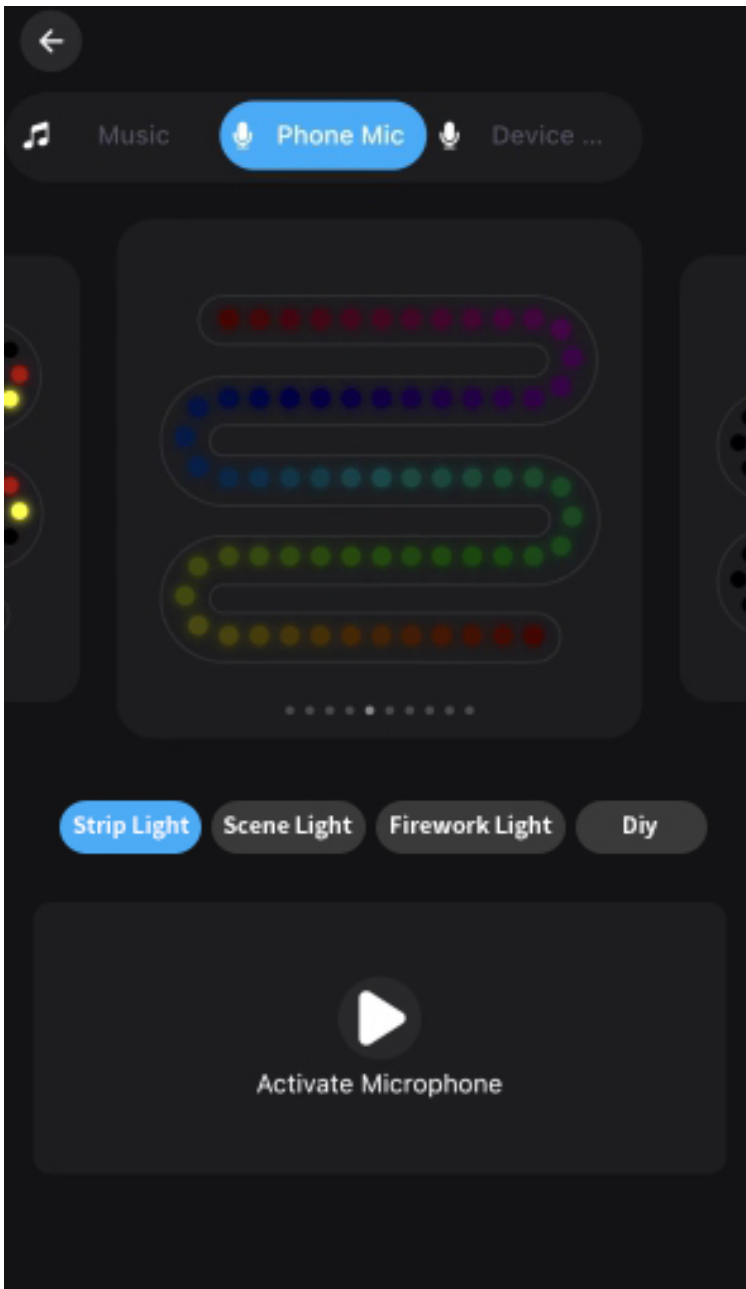 Music Phone Mic Device ...
Strip Light Scene Light Firework Light Diy
Activate Microphone